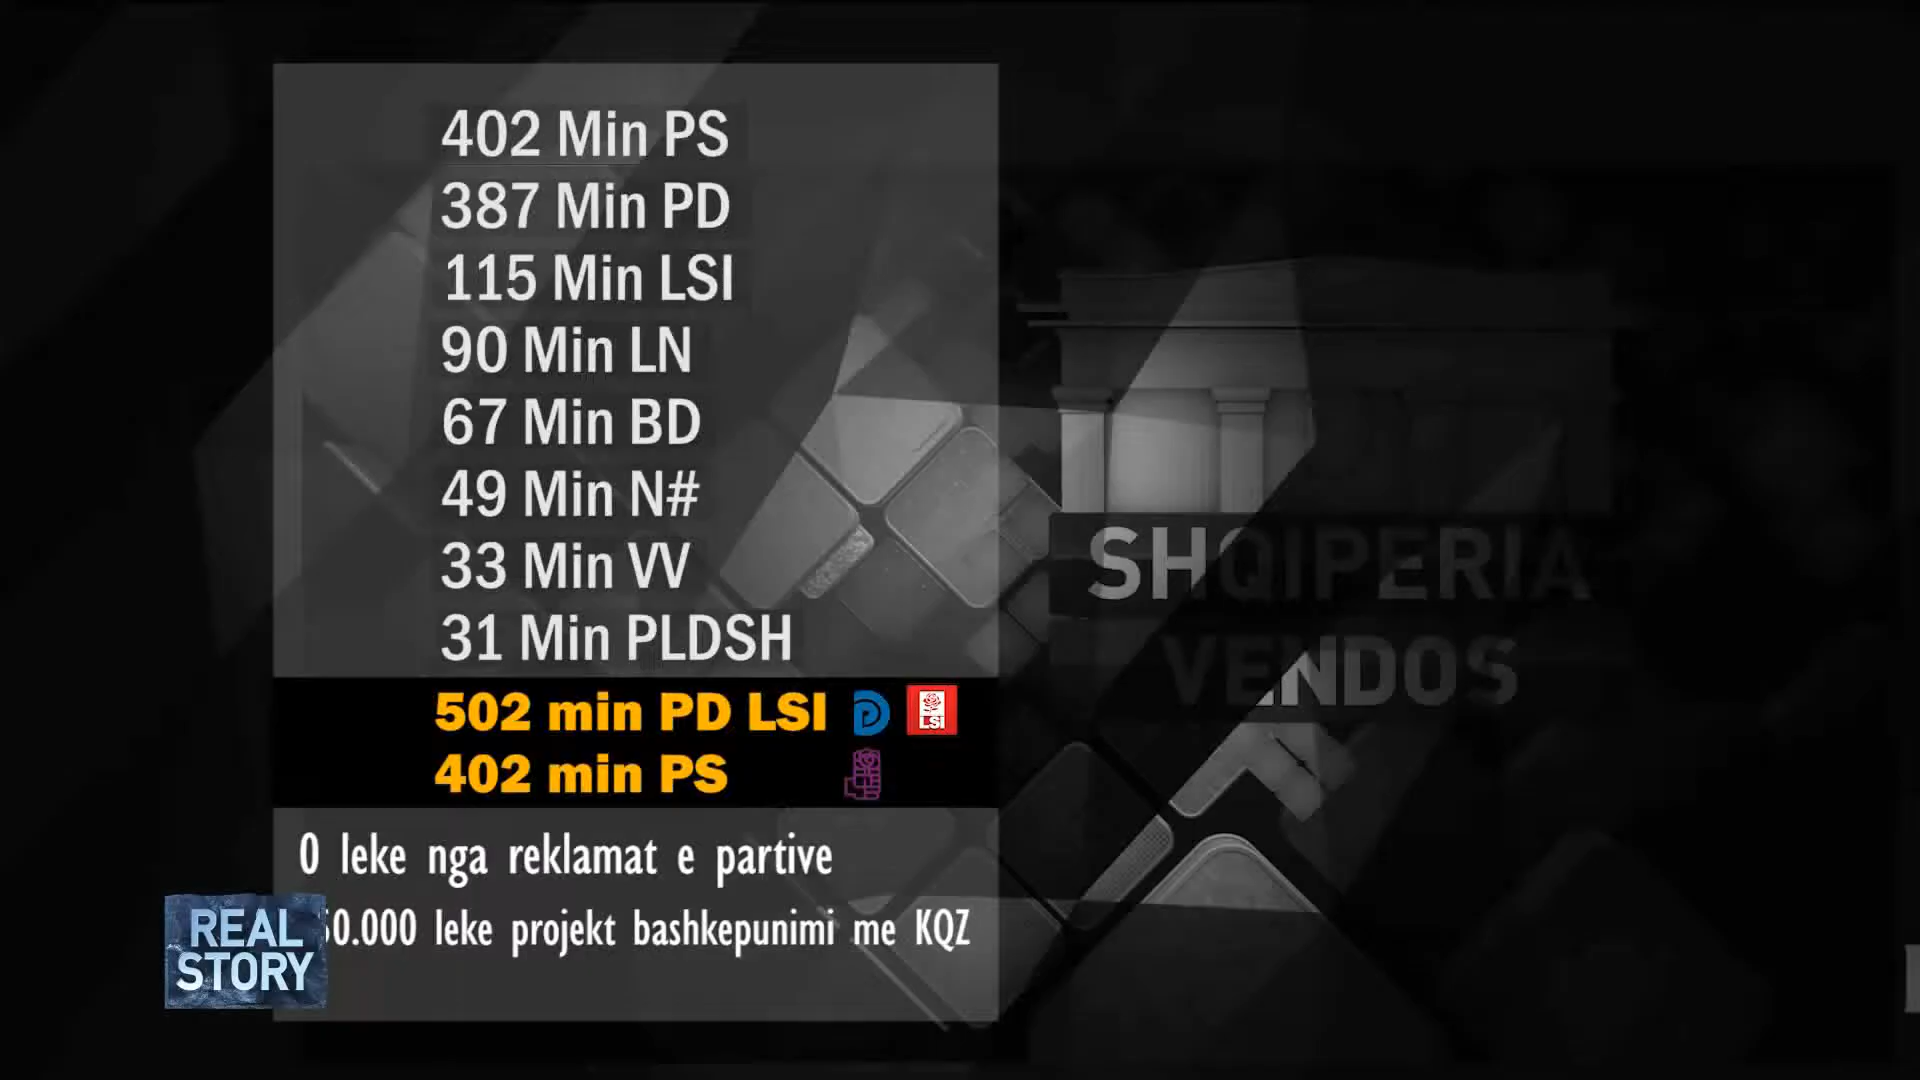 402 Min PS
387 Min PD
115 Min LSI
90 Min LN
67 Min BD
49 Min N#
33 Min VV
31 Min PLDSH
502 min PD LSI
LSI
402 min PS
0 leke nga reklamat e partive
leke projekt bashkepunimi me KQZ
REAL
STORY
SHQIPERIA
VENDOS